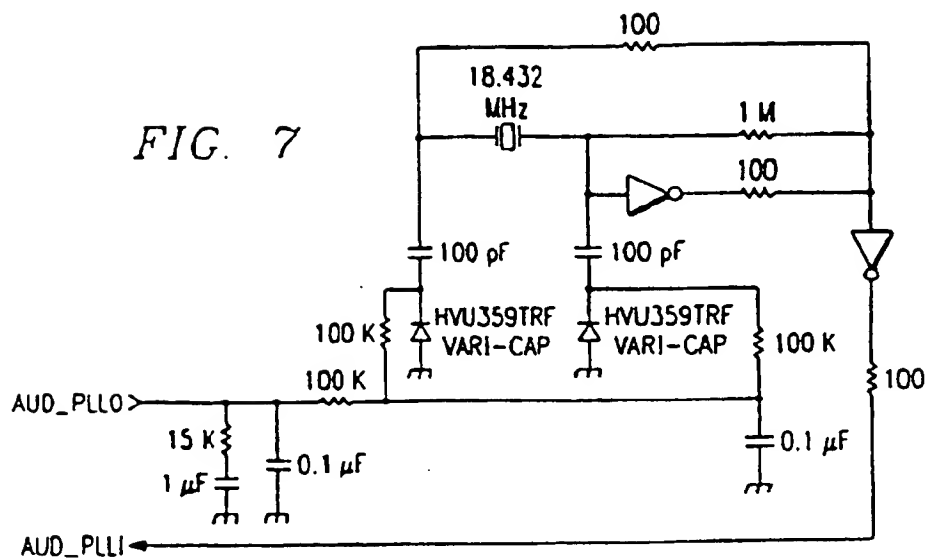 100
18.432
MHz
FIG. 7
1 M
100
100 pF
100 pF
HVU359TRF
VARI-CAP
HVU359TRF
VARI-CAP
100 K
100 K
100 K
100
AUD_PLLO
15 K
0.1 µF
0.1 µF
1 µF
AUD_PLLI